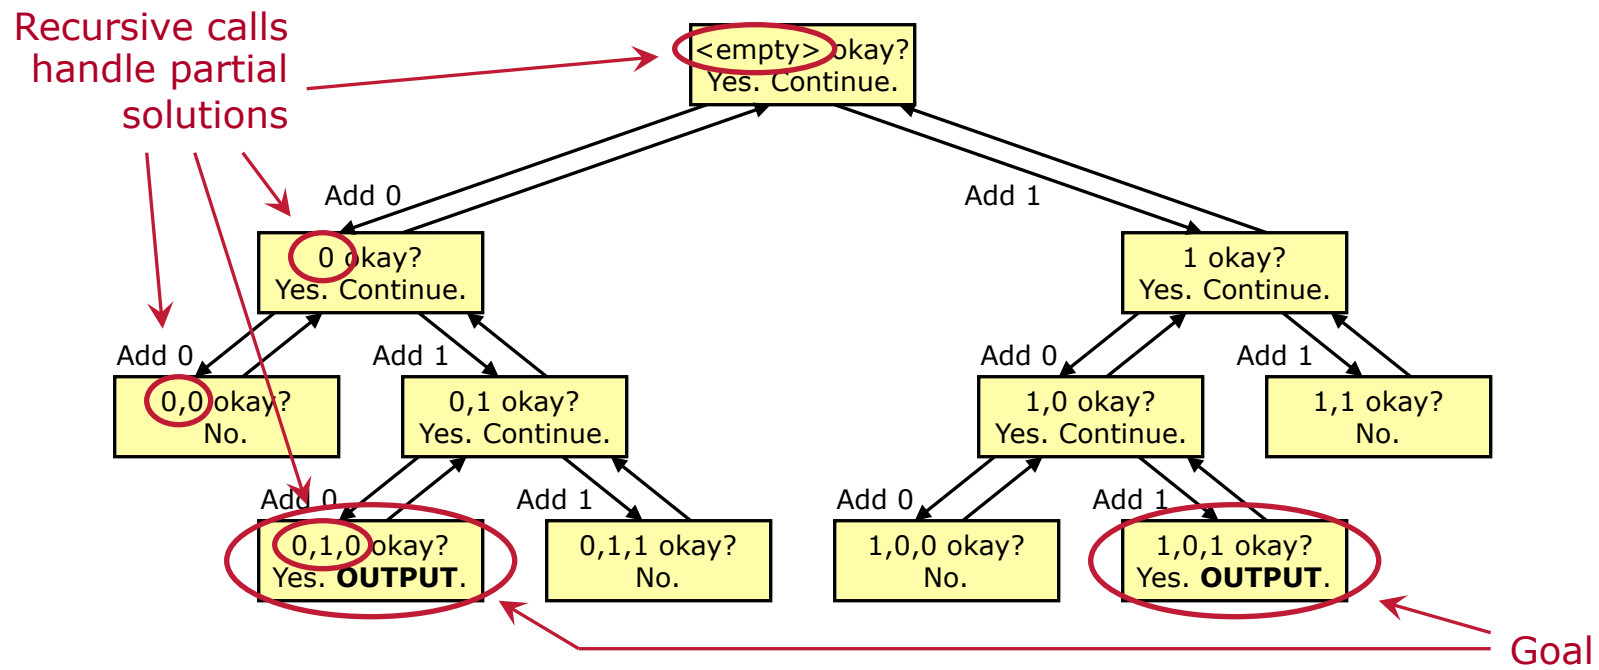 Recursive calls
handle partial
solutions
<empty> okay?
Yes. Continue.
Add 0
Add 1
0 okay?
Yes. Continue.
1 okay?
Yes. Continue.
Add 0
Add 1
Add 0
Add 1
0,0 okay?
No.
0,1 okay?
Yes. Continue.
1,0 okay?
Yes. Continue.
1,1 okay?
No.
Add 0
Add 1
Add 0
Add 1
0,1,0 okay?
Yes. OUTPUT.
0,1,1 okay?
No.
1,0,0 okay?
No.
1,0,1 okay?
Yes. OUTPUT.
Goal